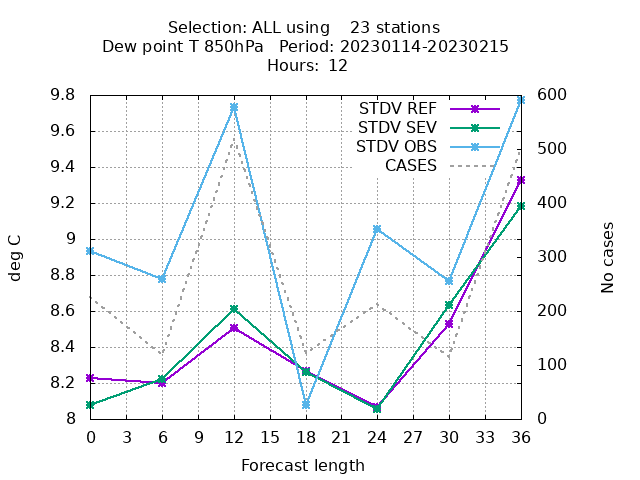 Selection: ALL using    23 stations
Dew point T 850hPa   Period: 20230114-20230215
Hours:  12
STDV REF
STDV SEV
STDV OBS
CASES
deg C
No cases
9.8
9.6
9.4
9.2
9
8.8
8.6
8.4
8.2
8
600
500
400
300
200
100
0
0 3 6 9 12 15 18 21 24 27 30 33 36
Forecast length